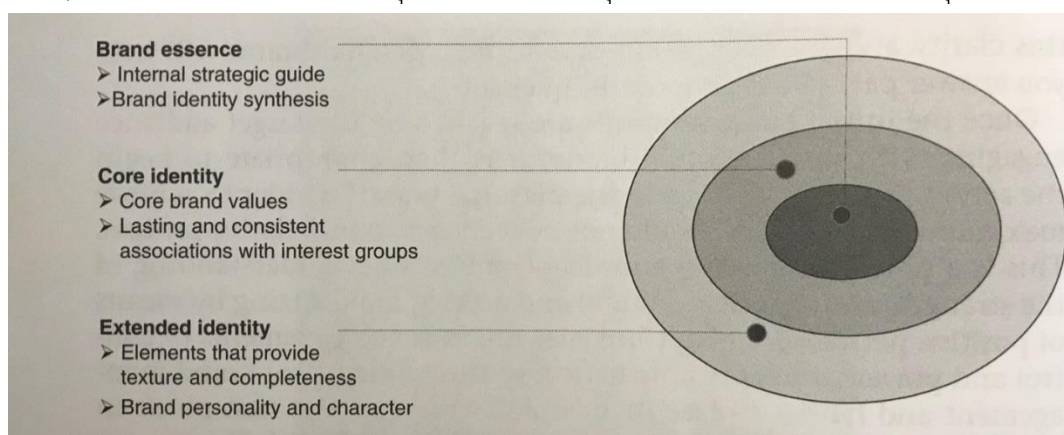 Brand essence
➢ Internal strategic guide
➢Brand identity synthesis
Core identity
➢ Core brand values
➢ Lasting and consistent
associations with interest groups
Extended identity
➢ Elements that provide
texture and completeness
➢ Brand personality and character